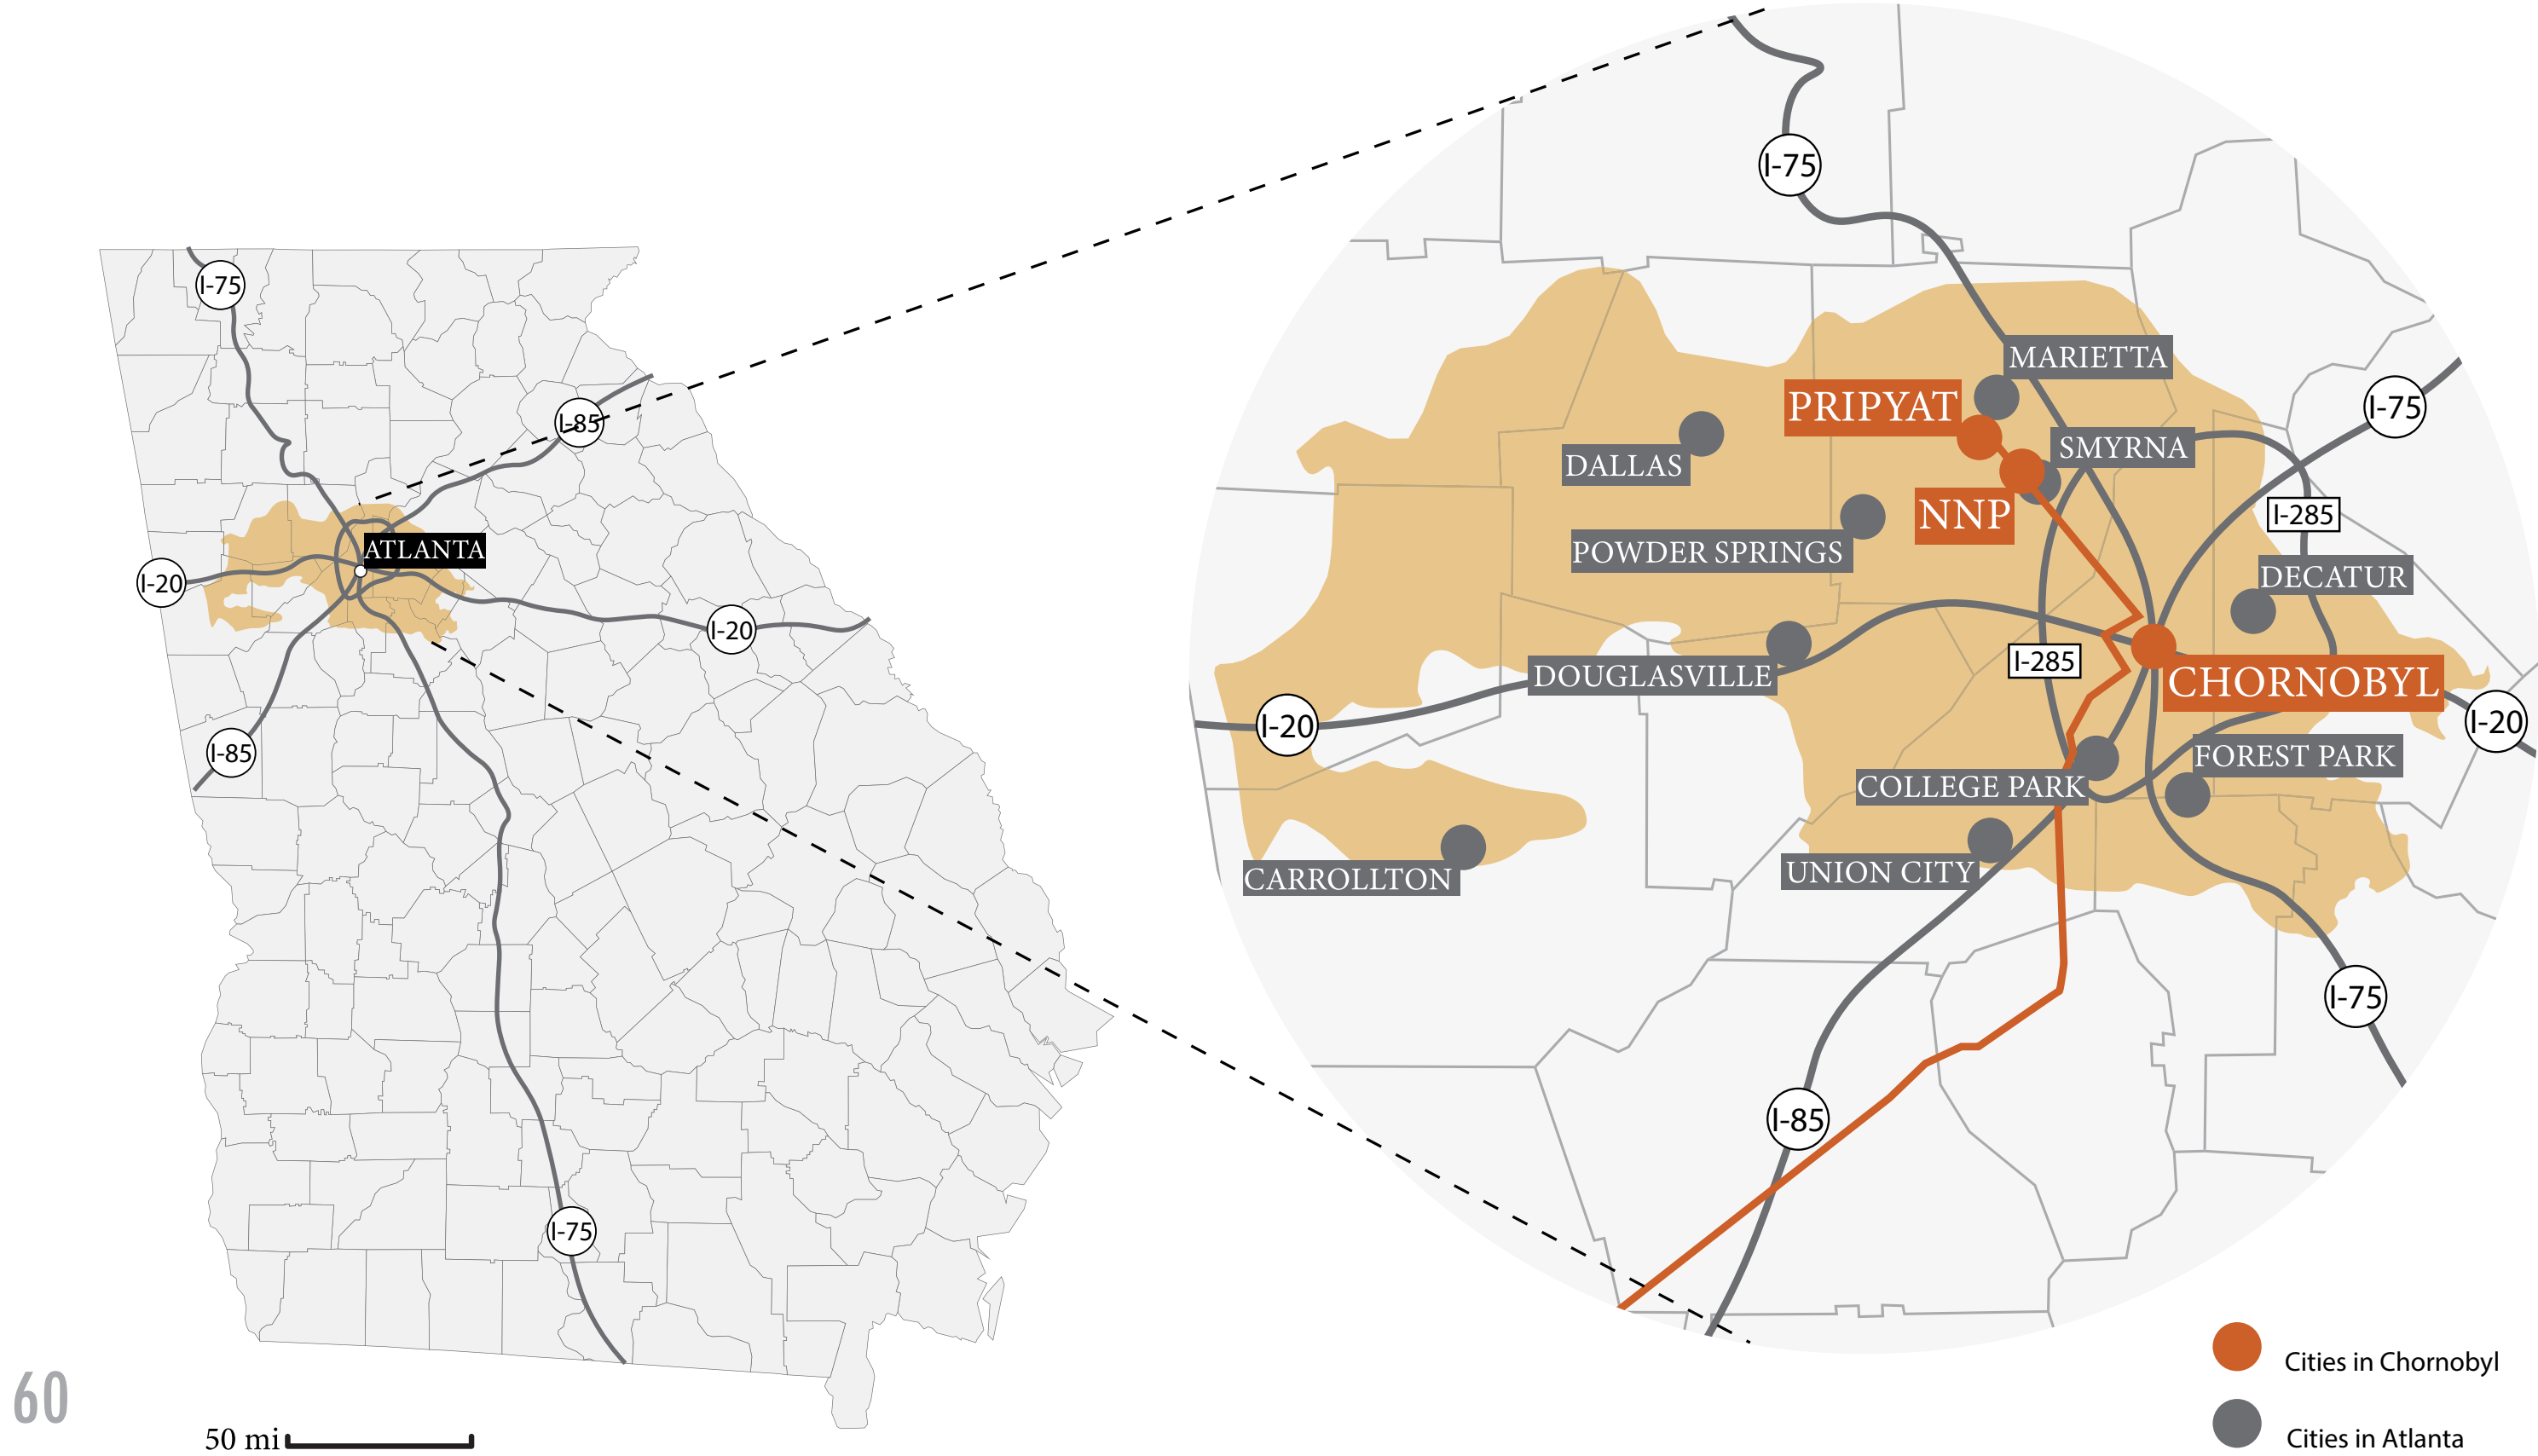 I-75
I-85
ATLANTA
I-20
I-20
I-85
I-75
60
50 mi
I-75
MARIETTA
PRIPYAT
I-75
SMYRNA
DALLAS
NNP
I-285
POWDER SPRINGS
DECATUR
I-285
DOUGLASVILLE
CHORNOBYL
I-20
I-20
FOREST PARK
COLLEGE PARK
UNION CITY
CARROLLTON
I-75
I-85
Cities in Chornobyl
Cities in Atlanta